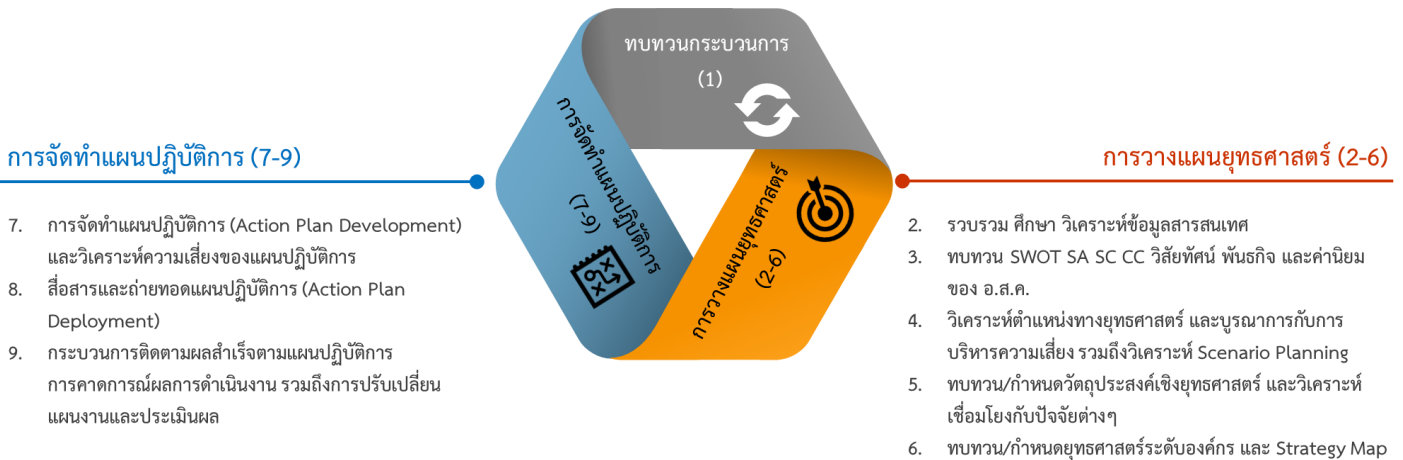 ทบทวนกระบวนการ
(1)
การจัดทำแผนปฏิบัติการ
(7-9)
การวางแผนยุทธศาสตร์
(2-6)
การจัดทำแผนปฏิบัติการ (7-9)
7. การจัดทำแผนปฏิบัติการ (Action Plan Development)
และวิเคราะห์ความเสี่ยงของแผนปฏิบัติการ
8. สื่อสารและถ่ายทอดแผนปฏิบัติการ (Action Plan
Deployment)
9. กระบวนการติดตามผลสำเร็จตามแผนปฏิบัติการ
การคาดการณ์ผลการดำเนินงาน รวมถึงการปรับเปลี่ยน
แผนงานและประเมินผล
การวางแผนยุทธศาสตร์ (2-6)
2. รวบรวม ศึกษา วิเคราะห์ข้อมูลสารสนเทศ
3. ทบทวน SWOT SA SC CC วิสัยทัศน์ พันธกิจ และค่านิยม
ของ อ.ส.ค.
4. วิเคราะห์ตำแหน่งทางยุทธศาสตร์ และบูรณาการกับการ
บริหารความเสี่ยง รวมถึงวิเคราะห์ Scenario Planning
5. ทบทวน/กำหนดวัตถุประสงค์เชิงยุทธศาสตร์ และวิเคราะห์
เชื่อมโยงกับปัจจัยต่างๆ
6. ทบทวน/กำหนดยุทธศาสตร์ระดับองค์กร และ Strategy Map